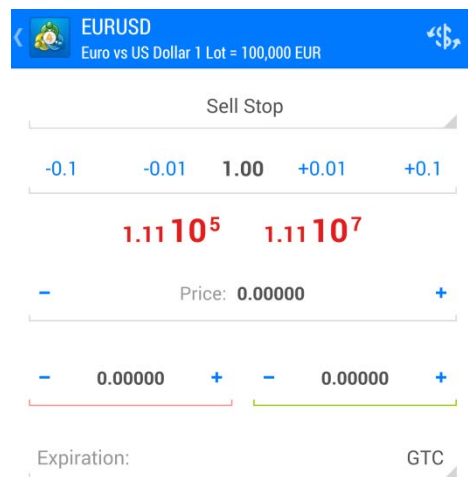 EURUSD
Euro vs US Dollar 1 Lot = 100,000 EUR
Sell Stop
-0.1 -0.01 1.00 +0.01 +0.1
1.11105 1.11107
- Price: 0.00000 +
- 0.00000 + - 0.00000 +
Expiration: GTC